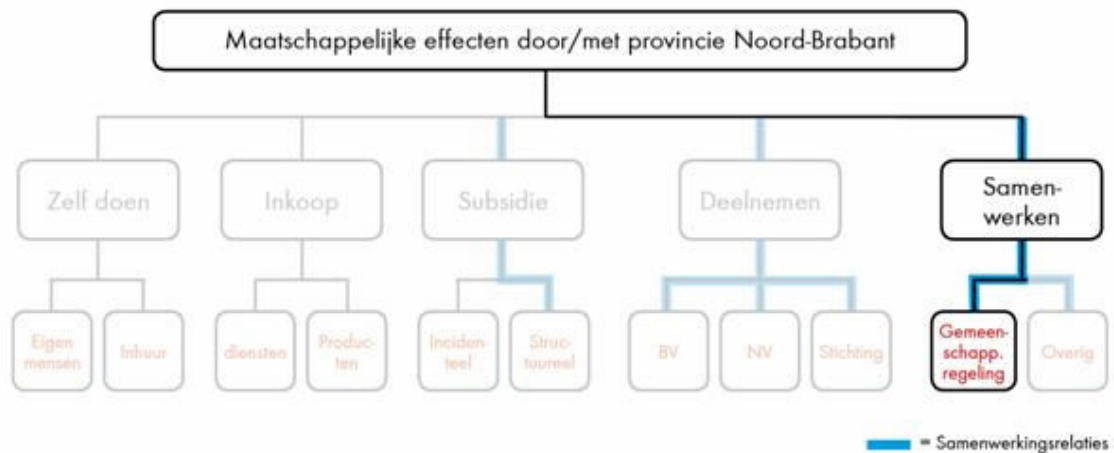 Maatschappelijke effecten door/met provincie Noord-Brabant
Zelf doen
Inkoop
Subsidie
Deelnemen
Samen-
werken
Eigen
mensen
Inhuur
diensten
Produc-
ten
Inciden-
teel
Struc-
tuureel
BV
NV
Stichting
Gemeen-
schapp.
regeling
Overig
= Samenwerkingsrelaties